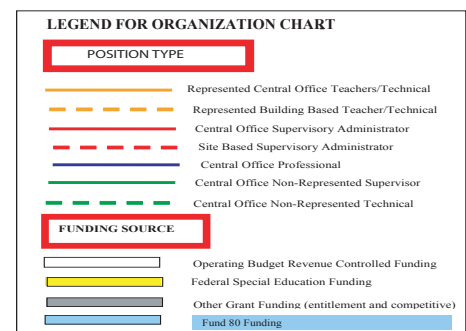 LEGEND FOR ORGANIZATION CHART
POSITION TYPE
Represented Central Office Teachers/Technical
Represented Building Based Teacher/Technical
Central Office Supervisory Administrator
Site Based Supervisory Administrator
Central Office Professional
Central Office Non-Represented Supervisor
Central Office Non-Represented Technical
FUNDING SOURCE
Operating Budget Revenue Controlled Funding
Federal Special Education Funding
Other Grant Funding (entitlement and competitive)
Fund 80 Funding